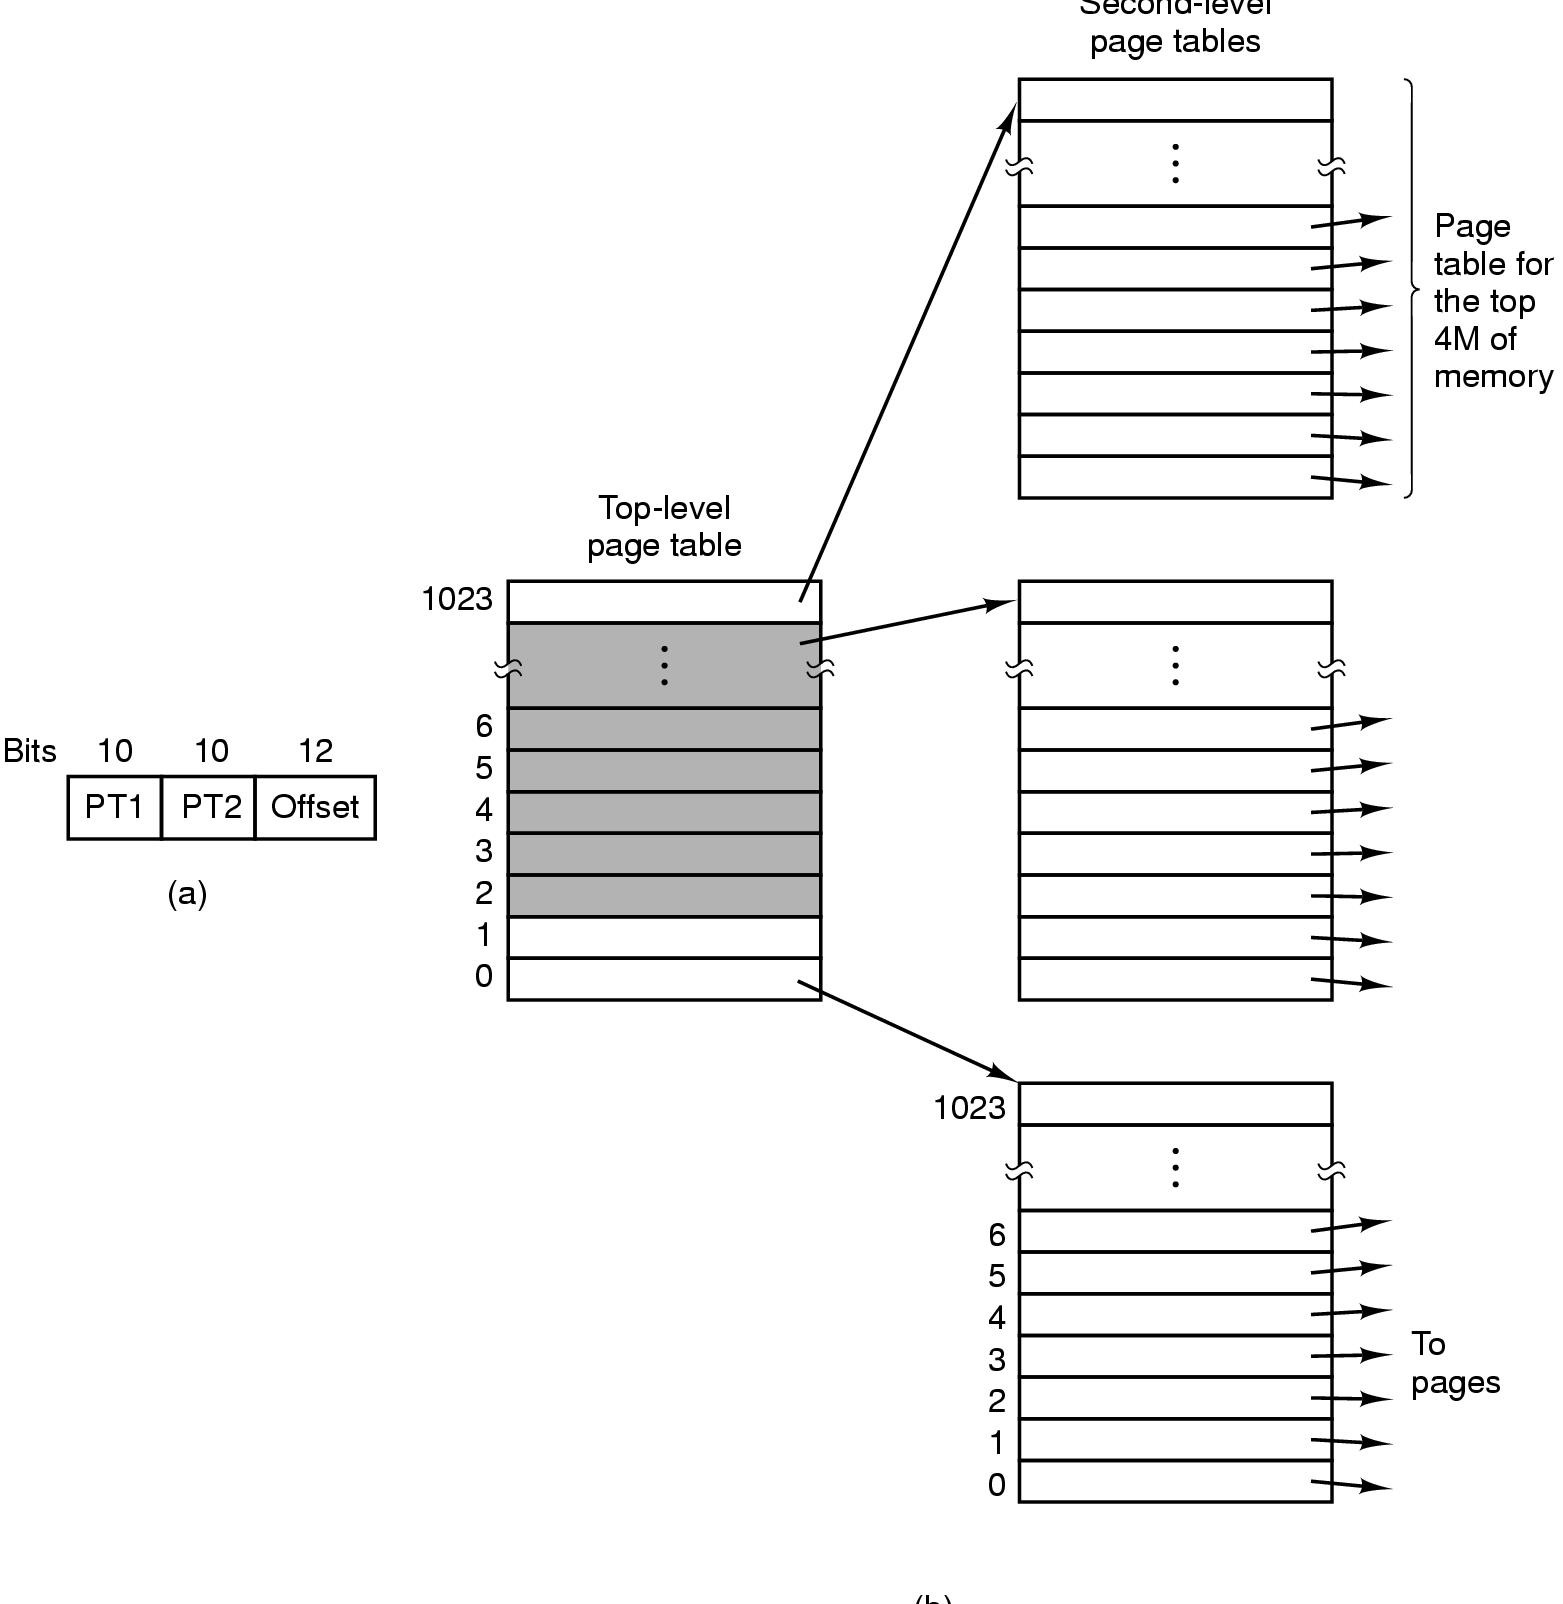 Second-level
page tables
Page
table for
the top
4M of
memory
Top-level
page table
1023
6
5
4
3
2
1
0
Bits 10 10 12
PT1 PT2 Offset
(a)
1023
6
5
4
3
2
1
0
To
pages
(b)